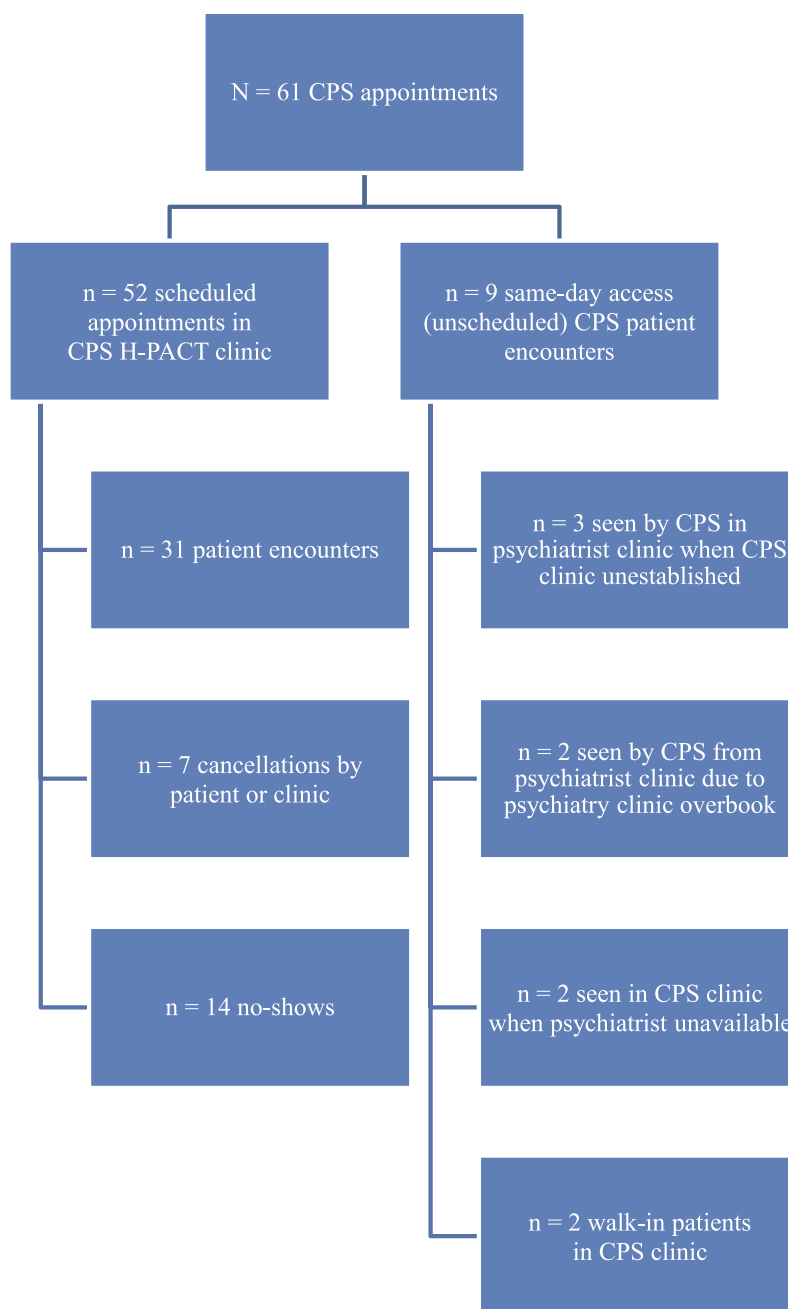 N = 61 CPS appointments
n = 52 scheduled
appointments in
CPS H-PACT clinic
n = 9 same-day access
(unscheduled) CPS patient
encounters
n = 31 patient encounters
n = 7 cancellations by
patient or clinic
n = 14 no-shows
n = 3 seen by CPS in
psychiatrist clinic when CPS
clinic unestablished
n = 2 seen by CPS from
psychiatrist clinic due to
psychiatry clinic overbook
n = 2 seen in CPS clinic
when psychiatrist unavailable
n = 2 walk-in patients
in CPS clinic